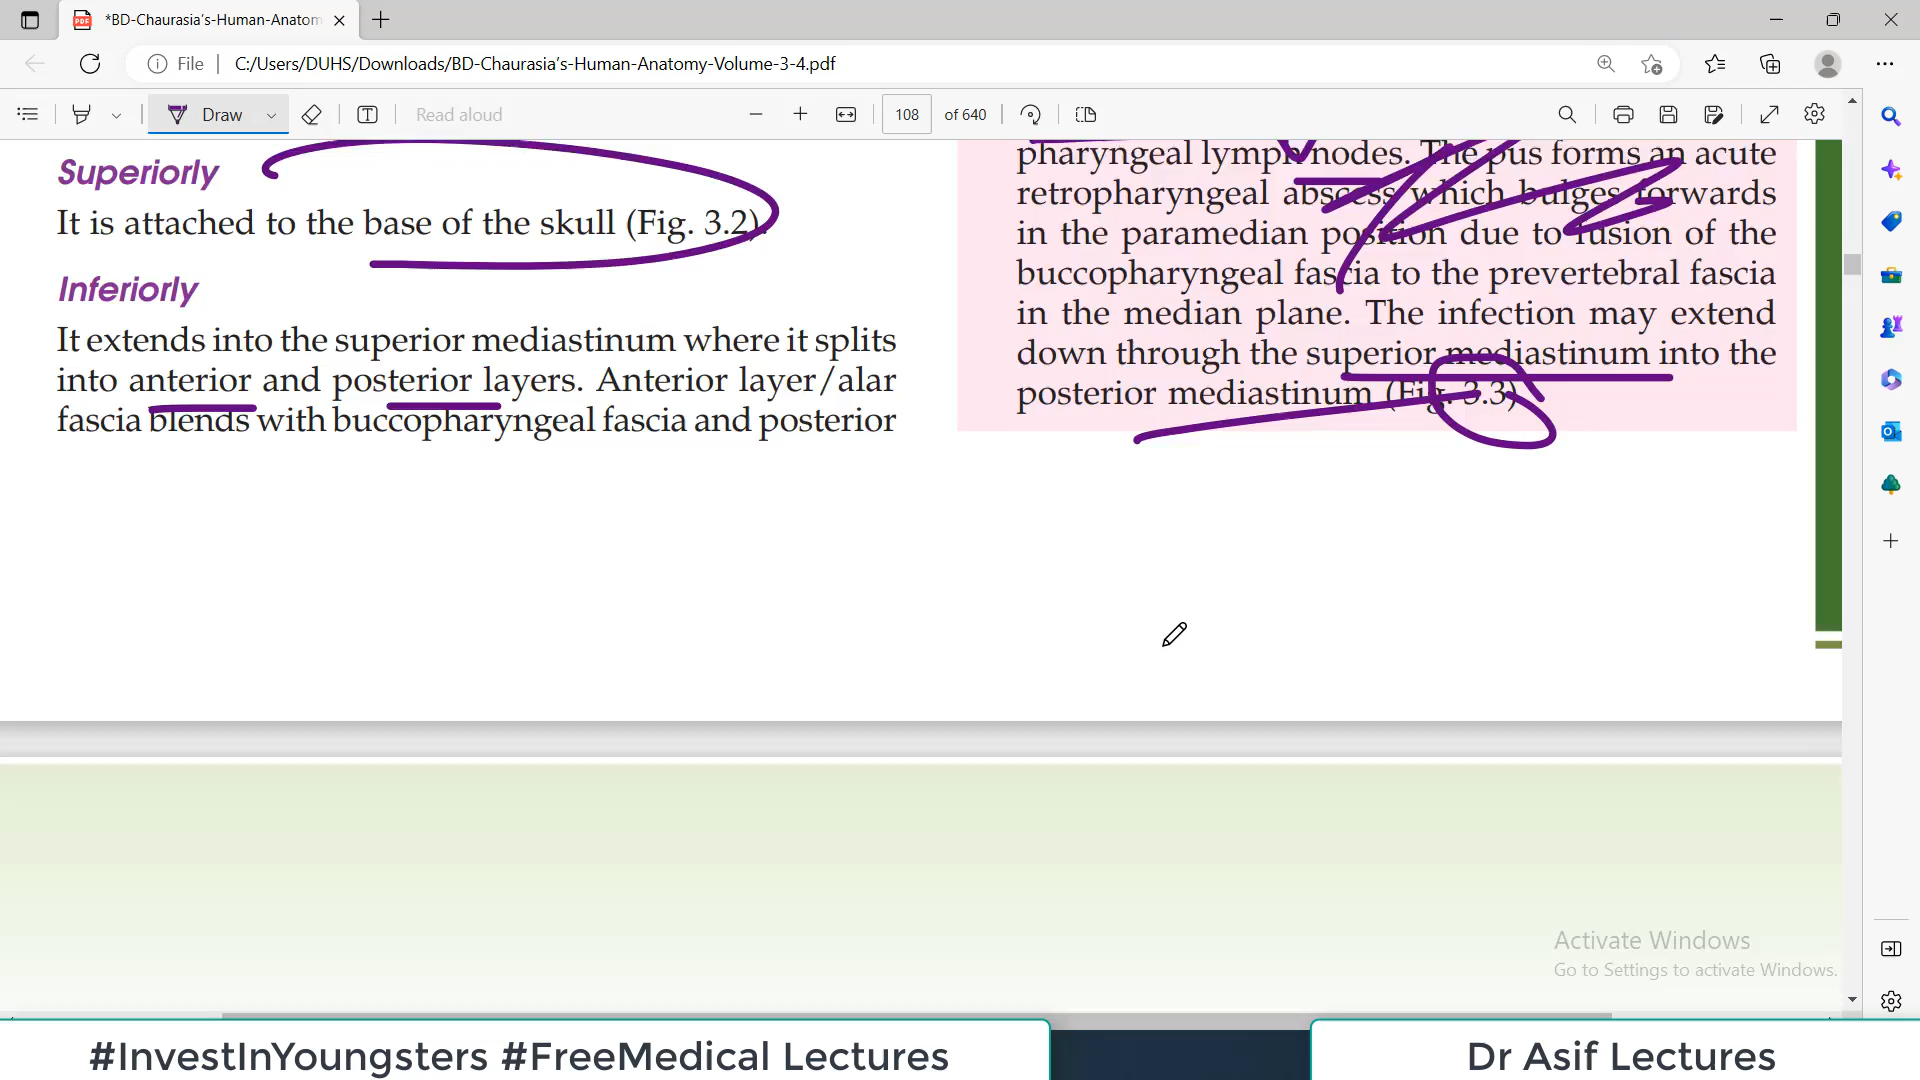 *BD-Chaurasia's-Human-Anatom
File
C:/Users/DUHS/Downloads/BD-Chaurasia's-Human-Anatomy-Volume-3-4.pdf
Draw
Read aloud
108
of 640
Superiorly
It is attached to the base of the skull (Fig. 3.2).
Inferiorly
It extends into the superior mediastinum where it splits
into anterior and posterior layers. Anterior layer/alar
fascia blends with buccopharyngeal fascia and posterior
pharyngeal lymph nodes. The pus forms an acute
retropharyngeal abscess which bulges forwards
in the paramedian position due to fusion of the
buccopharyngeal fascia to the prevertebral fascia
in the median plane. The infection may extend
down through the superior mediastinum into the
posterior mediastinum (Fig. 3.3)
Activate Windows
Go to Settings to activate Windows.
#InvestInYoungsters #FreeMedical Lectures
Dr Asif Lectures